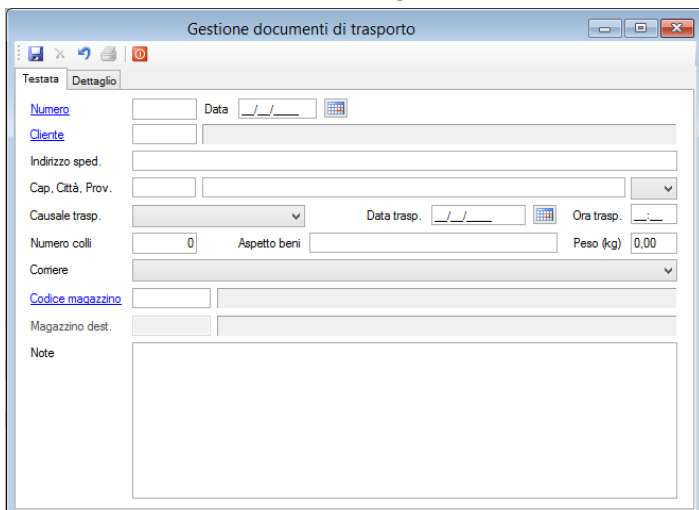 Gestione documenti di trasporto
Testata Dettaglio
Numero Data __/__/____
Cliente
Indirizzo sped.
Cap, Città, Prov.
Causale trasp. Data trasp. __/__/____ Ora trasp. __:__
Numero colli 0 Aspetto beni Peso (kg) 0,00
Corriere
Codice magazzino
Magazzino dest.
Note